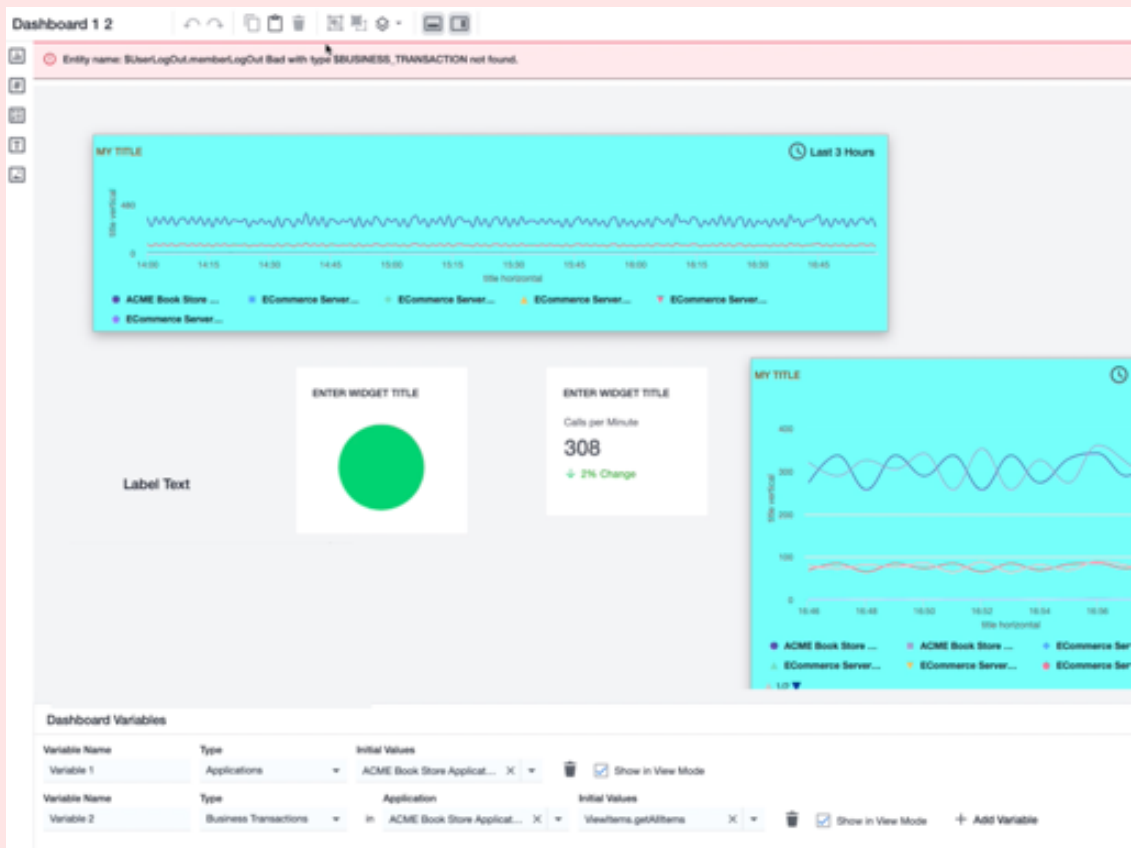 Dashboard 1 2
Entity name: $UserLogOut.memberLogOut Bad with type $BUSINESS_TRANSACTION not found.
MY TITLE
Last 3 Hours
title vertical
480
0
14:00 14:15 14:30 14:45 15:00 15:15 15:30 15:45 16:00 16:15 16:30 16:45
title horizontal
ACME Book Store ... ECommerce Server... ECommerce Server... ECommerce Server... ECommerce Server...
ECommerce Server...
Label Text
ENTER WIDGET TITLE
ENTER WIDGET TITLE
Calls per Minute
308
2% Change
MY TITLE
title vertical
400
300
200
100
0
16:46 16:48 16:50 16:52 16:54 16:56
title horizontal
ACME Book Store ... ACME Book Store ... ECommerce Ser
ECommerce Server... ECommerce Server... ECommerce Ser
1/2
Dashboard Variables
Variable Name Type Initial Values
Variable 1 Applications ACME Book Store Applicat... Show in View Mode
Variable Name Type Application Initial Values
Variable 2 Business Transactions in ACME Book Store Applicat... ViewItems.getAllItems Show in View Mode + Add Variable